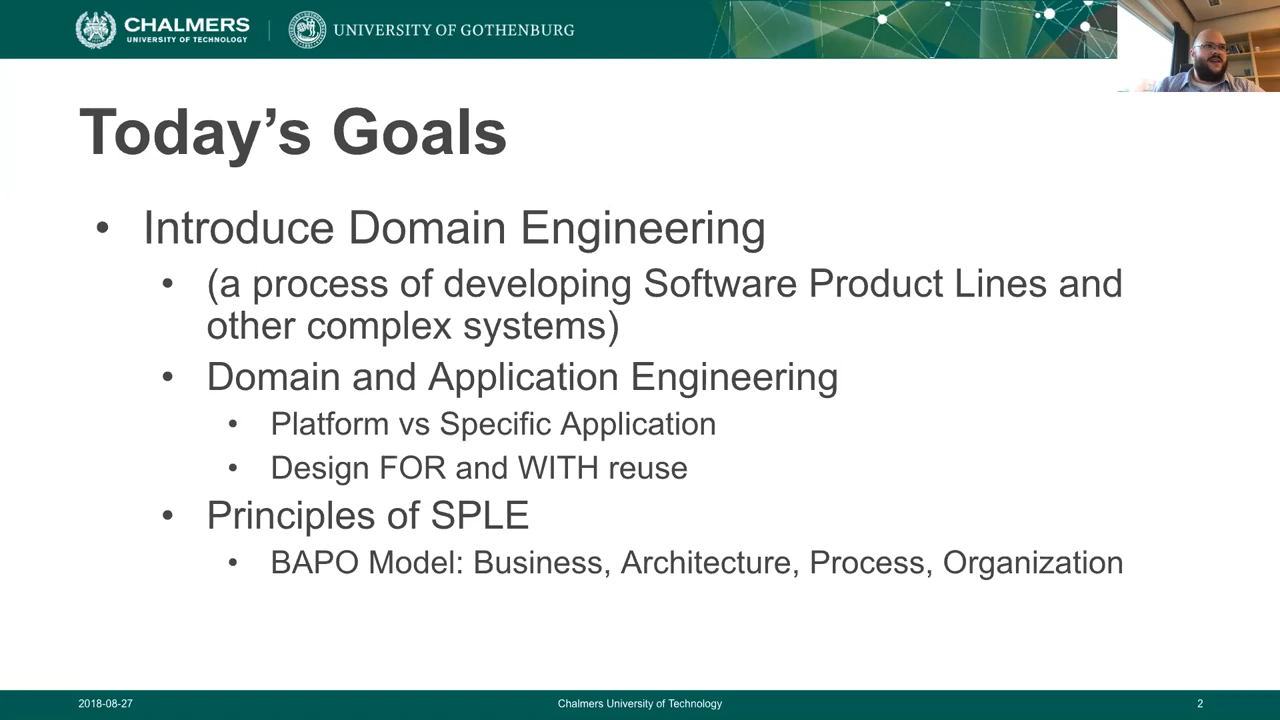 CHALMERS
UNIVERSITY OF TECHNOLOGY
UNIVERSITY OF GOTHENBURG
Today’s Goals
• Introduce Domain Engineering
• (a process of developing Software Product Lines and
other complex systems)
• Domain and Application Engineering
• Platform vs Specific Application
• Design FOR and WITH reuse
• Principles of SPLE
• BAPO Model: Business, Architecture, Process, Organization
2018-08-27
Chalmers University of Technology
2